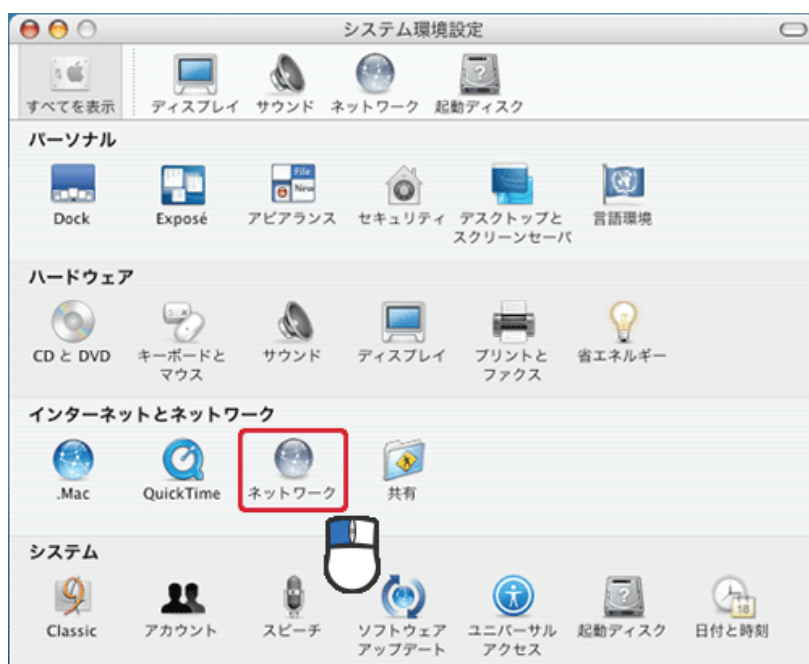 システム環境設定
すべてを表示 ディスプレイ サウンド ネットワーク 起動ディスク
パーソナル
Dock Exposé File New アピアランス セキュリティ デスクトップと 言語環境
スクリーンセーバ
ハードウェア
CD と DVD キーボードと サウンド ディスプレイ プリントと 省エネルギー
マウス ファクス
インターネットとネットワーク
.Mac QuickTime ネットワーク 共有
システム
18
Classic アカウント スピーチ ソフトウェア ユニバーサル 起動ディスク 日付と時刻
アップデート アクセス